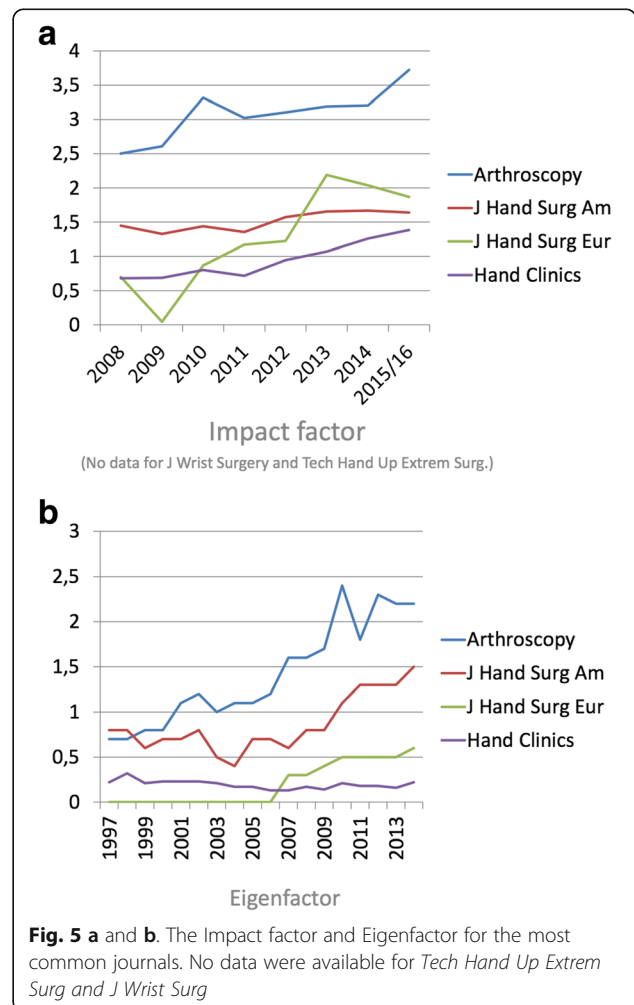 a
4
3,5
3
2,5
2
1,5
1
0,5
0
2008
2009
2010
2011
2012
2013
2014
2015/16
Arthroscopy
J Hand Surg Am
J Hand Surg Eur
Hand Clinics
Impact factor
(No data for J Wrist Surgery and Tech Hand Up Extrem Surg.)
b
3
2,5
2
1,5
1
0,5
0
1997
1999
2001
2003
2005
2007
2009
2011
2013
Arthroscopy
J Hand Surg Am
J Hand Surg Eur
Hand Clinics
Eigenfactor
Fig. 5 a and b. The Impact factor and Eigenfactor for the most
common journals. No data were available for Tech Hand Up Extrem
Surg and J Wrist Surg